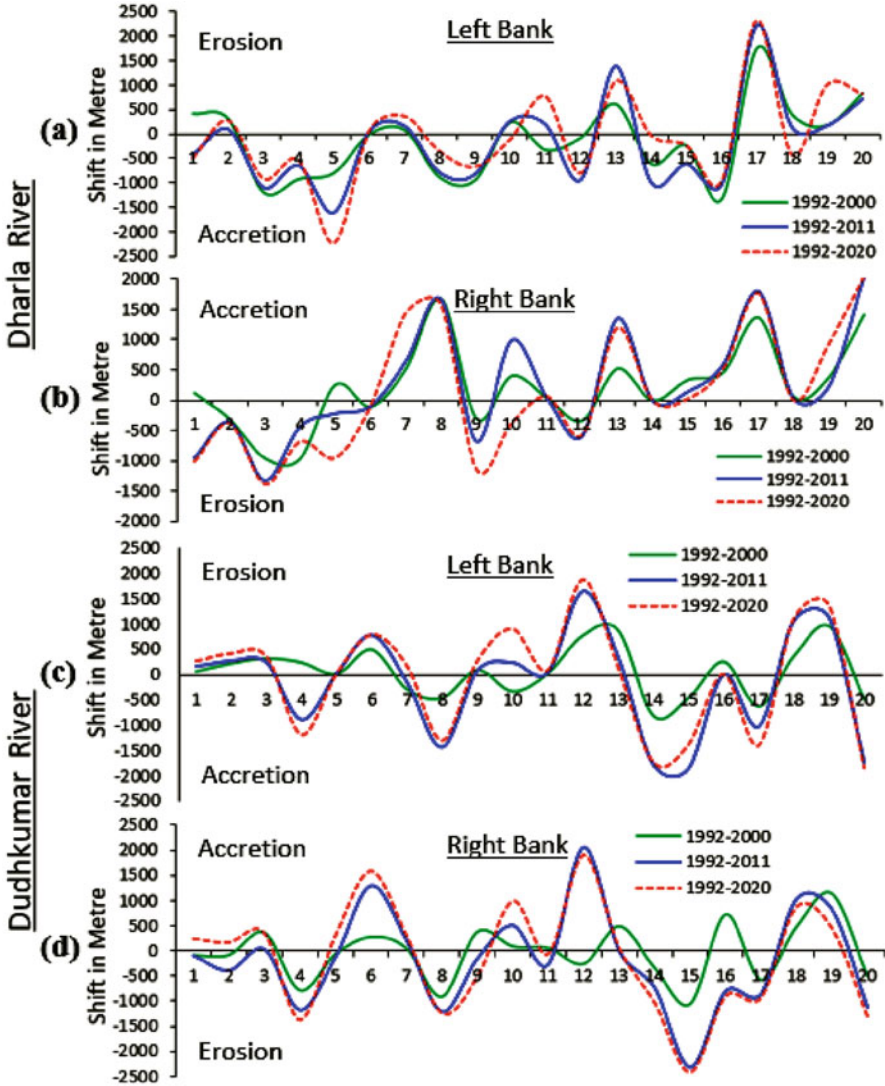 Dharla River
(a)
Shift in Metre
2500
2000
1500
1000
500
0
-500
-1000
-1500
-2000
-2500
Erosion
Left Bank
1 2 3 4 5 6 7 8 9 10 11 12 13 14 15 16 17 18 19 20
Accretion
1992-2000
1992-2011
1992-2020
(b)
Shift in Metre
2000
1500
1000
500
0
-500
-1000
-1500
-2000
Accretion
Right Bank
1 2 3 4 5 6 7 8 9 10 11 12 13 14 15 16 17 18 19 20
Erosion
1992-2000
1992-2011
1992-2020
Dudhkumar River
(c)
Shift in Metre
2500
2000
1500
1000
500
0
-500
-1000
-1500
-2000
-2500
Erosion
Left Bank
1992-2000
1992-2011
1992-2020
1 2 3 4 5 6 7 8 9 10 11 12 13 14 15 16 17 18 19 20
Accretion
(d)
Shift in Metre
2500
2000
1500
1000
500
0
-500
-1000
-1500
-2000
-2500
Accretion
Right Bank
1992-2000
1992-2011
1992-2020
1 2 3 4 5 6 7 8 9 10 11 12 13 14 15 16 17 18 19 20
Erosion